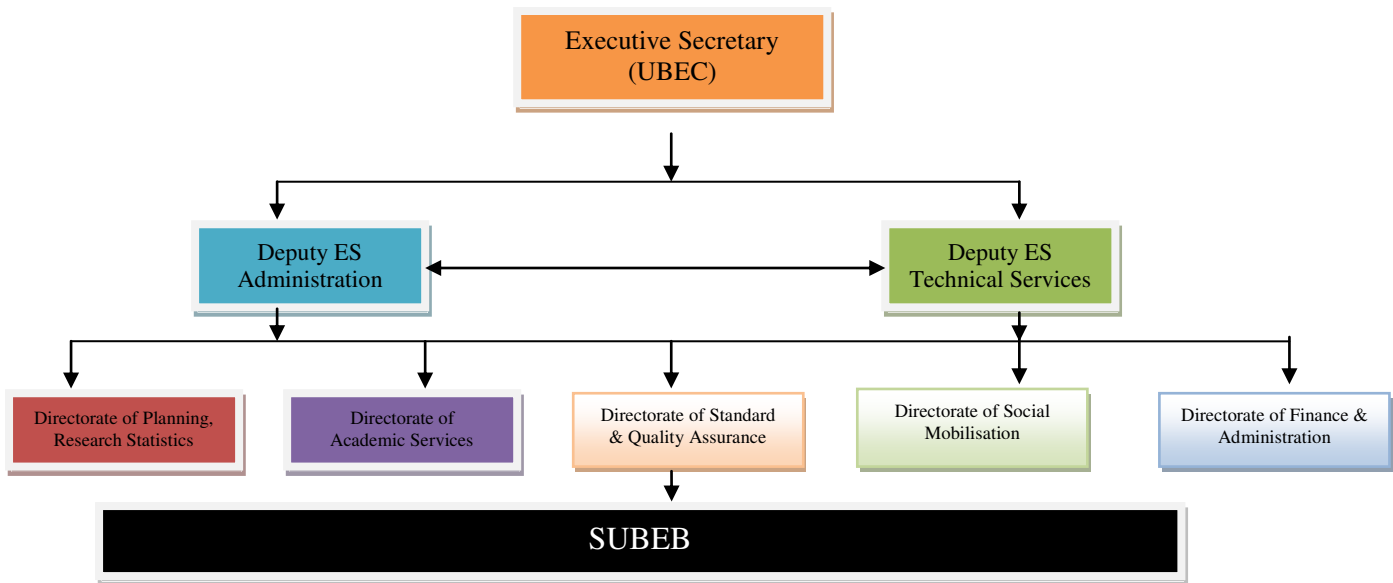 Executive Secretary
(UBEC)
Deputy ES
Administration
Deputy ES
Technical Services
Directorate of Planning,
Research Statistics
Directorate of
Academic Services
Directorate of Standard
& Quality Assurance
Directorate of Social
Mobilisation
Directorate of Finance &
Administration
SUBEB